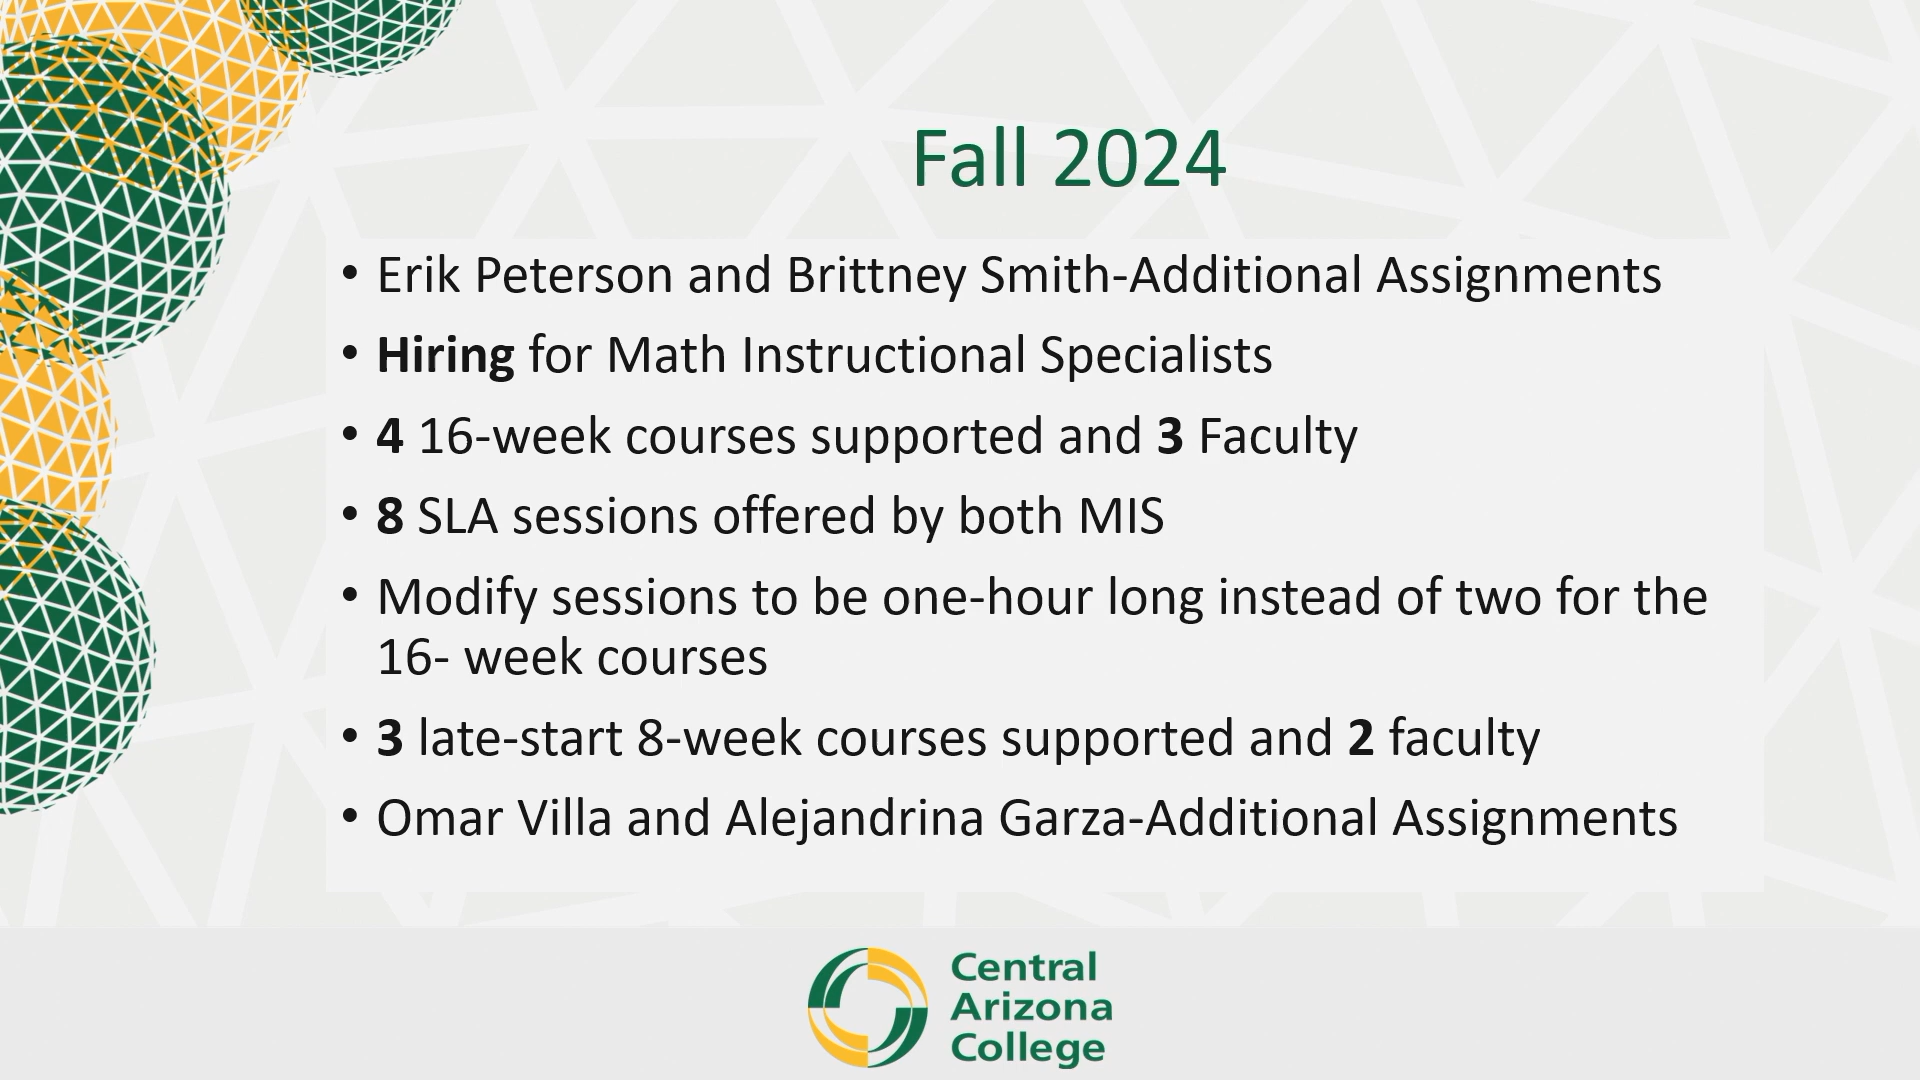 Fall 2024
• Erik Peterson and Brittney Smith-Additional Assignments
• Hiring for Math Instructional Specialists
• 4 16-week courses supported and 3 Faculty
• 8 SLA sessions offered by both MIS
• Modify sessions to be one-hour long instead of two for the
16- week courses
• 3 late-start 8-week courses supported and 2 faculty
• Omar Villa and Alejandrina Garza-Additional Assignments
Central
Arizona
College